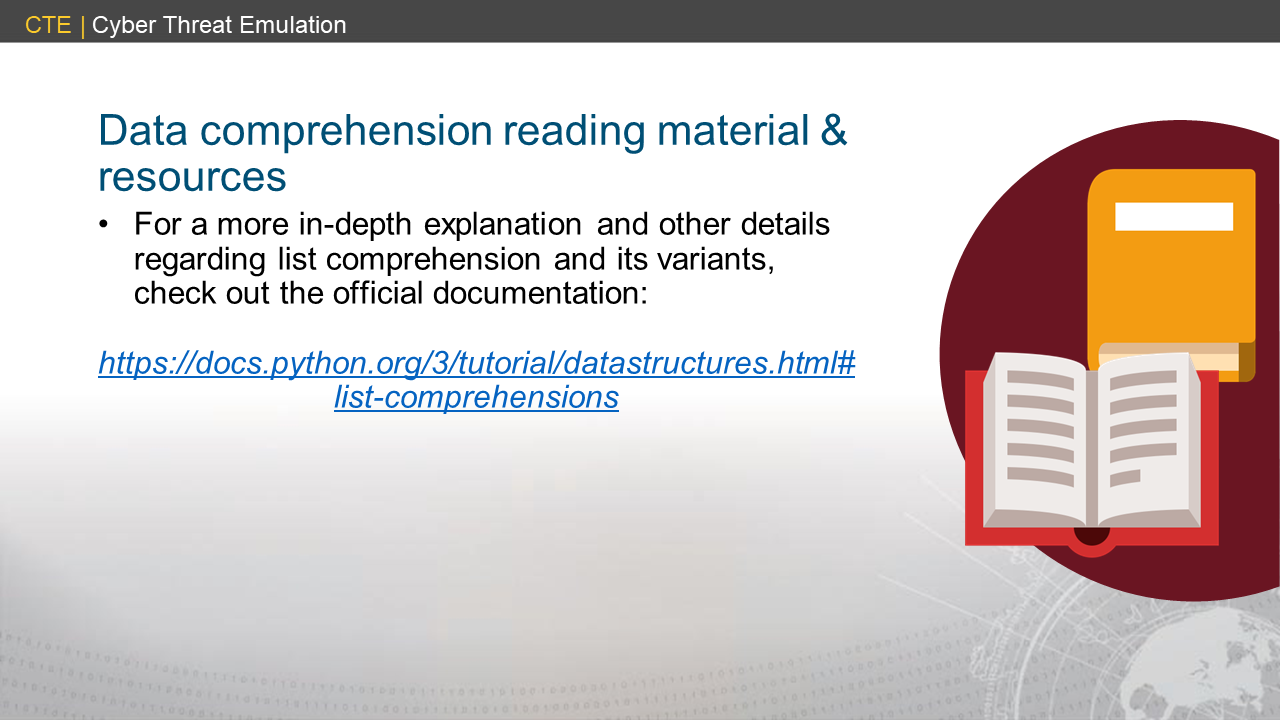 CTE | Cyber Threat Emulation
Data comprehension reading material &
resources
• For a more in-depth explanation and other details
regarding list comprehension and its variants,
check out the official documentation:
https://docs.python.org/3/tutorial/datastructures.html#
list-comprehensions